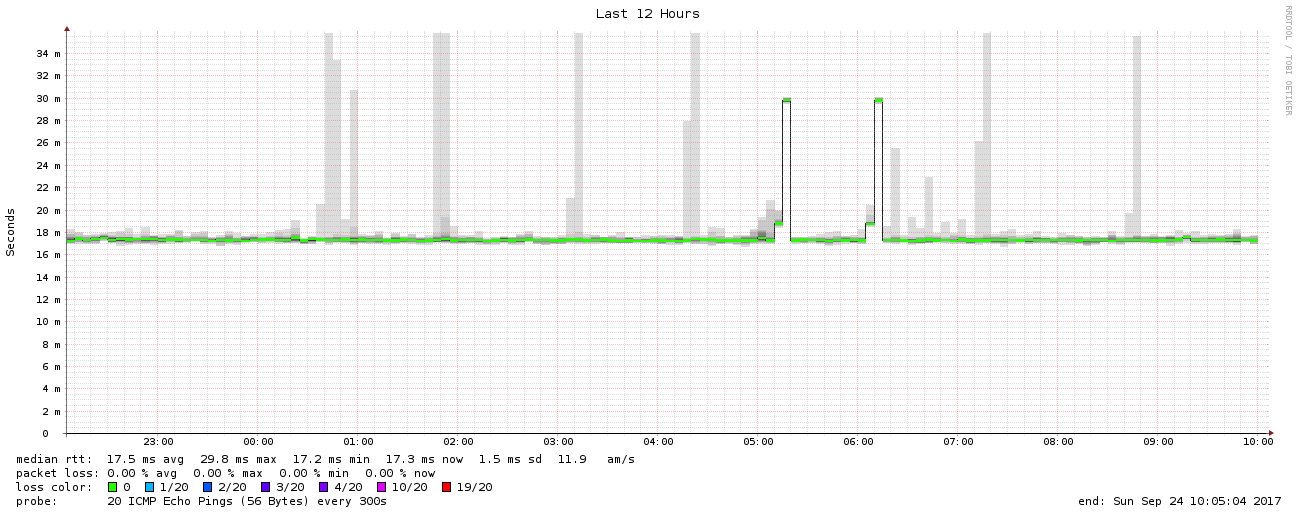 Last 12 Hours
RRDTOOL / TOBI OETIKER
Seconds
34 m
32 m
30 m
28 m
26 m
24 m
22 m
20 m
18 m
16 m
14 m
12 m
10 m
8 m
6 m
4 m
2 m
0
23:00 00:00 01:00 02:00 03:00 04:00 05:00 06:00 07:00 08:00 09:00 10:00
median rtt: 17.5 ms avg 29.8 ms max 17.2 ms min 17.3 ms now 1.5 ms sd 11.9 am/s
packet loss: 0.00 % avg 0.00 % max 0.00 % min 0.00 % now
loss color: 0 1/20 2/20 3/20 4/20 10/20 19/20
probe: 20 ICMP Echo Pings (56 Bytes) every 300s end: Sun Sep 24 10:05:04 2017